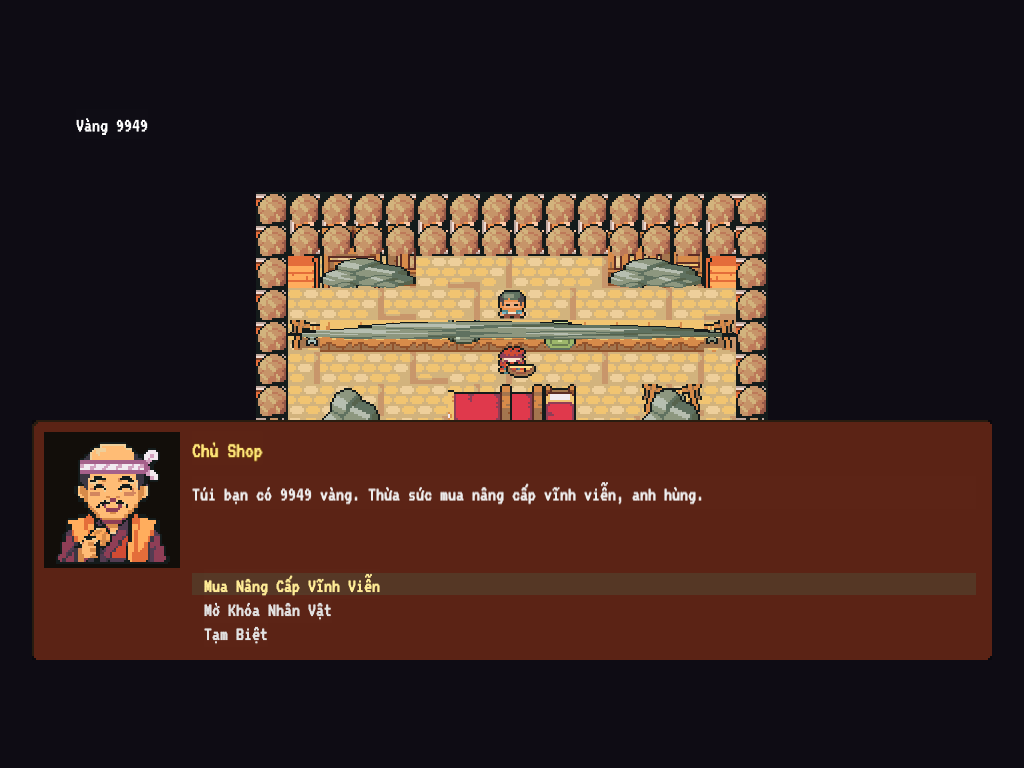 Vàng 9949
Chủ Shop
Túi bạn có 9949 vàng. Thừa sức mua nâng cấp vĩnh viễn, anh hùng.
Mua Nâng Cấp Vĩnh Viễn
Mở Khóa Nhân Vật
Tạm Biệt